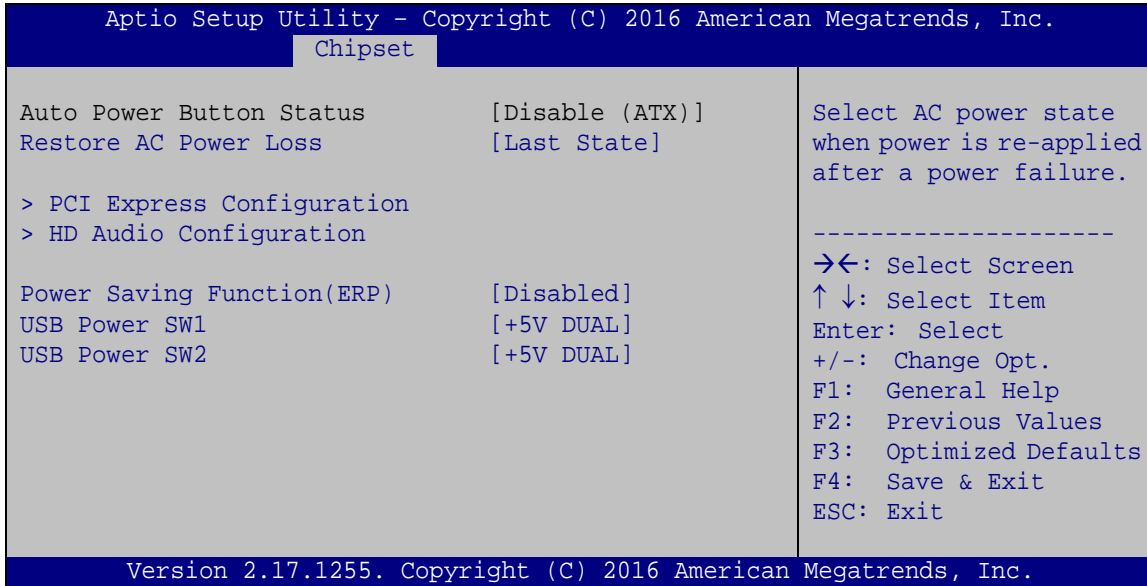 Aptio Setup Utility – Copyright (C) 2016 American Megatrends, Inc.
Chipset
Auto Power Button Status [Disable (ATX)]
Restore AC Power Loss [Last State]
> PCI Express Configuration
> HD Audio Configuration
Power Saving Function(ERP) [Disabled]
USB Power SW1 [+5V DUAL]
USB Power SW2 [+5V DUAL]
Select AC power state
when power is re-applied
after a power failure.
---------------------
→←: Select Screen
↑ ↓: Select Item
Enter: Select
+/-: Change Opt.
F1: General Help
F2: Previous Values
F3: Optimized Defaults
F4: Save & Exit
ESC: Exit
Version 2.17.1255. Copyright (C) 2016 American Megatrends, Inc.